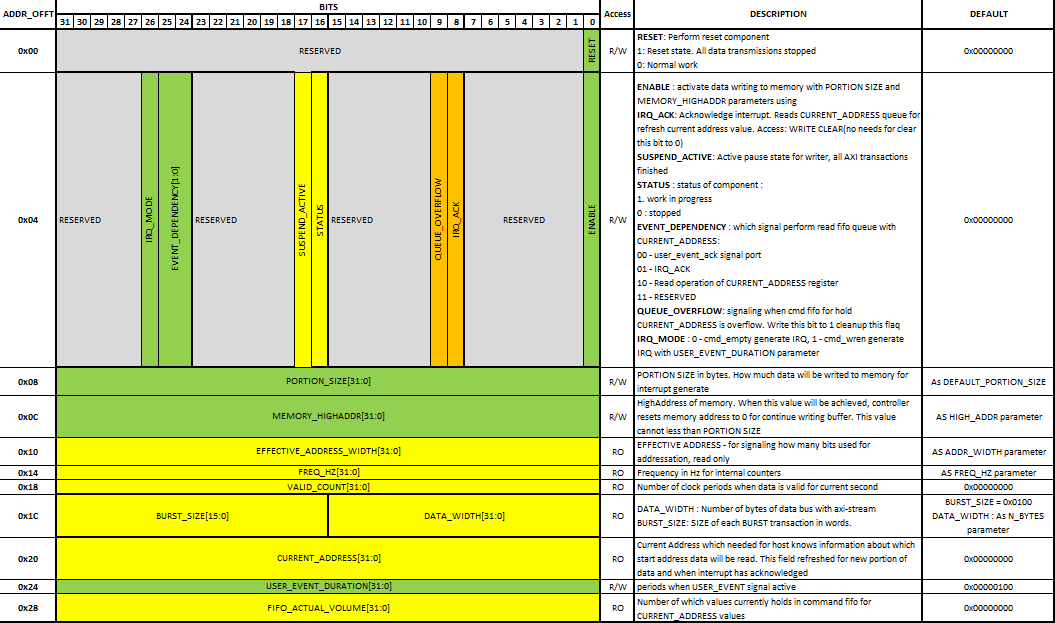 ADDR_OFFT BITS Access DESCRIPTION DEFAULT
31 30 29 28 27 26 25 24 23 22 21 20 19 18 17 16 15 14 13 12 11 10 9 8 7 6 5 4 3 2 1 0
0x00
RESERVED
RESET
R/W
RESET: Perform reset component
1: Reset state. All data transmissions stopped
0: Normal work
0x00000000
0x04
RESERVED
IRQ_MODE
EVENT_DEPENDENCY[1:0]
RESERVED
SUSPEND_ACTIVE
STATUS
RESERVED
QUEUE_OVERFLOW
IRQ_ACK
RESERVED
ENABLE
R/W
ENABLE : activate data writing to memory with PORTION SIZE and
MEMORY_HIGHADDR parameters using
IRQ_ACK: Acknowledge interrupt. Reads CURRENT_ADDRESS queue for
refresh current address value. Access: WRITE CLEAR(no needs for clear
this bit to 0)
SUSPEND_ACTIVE: Active pause state for writer, all AXI transactions
finished
STATUS : status of component :
1. work in progress
0 : stopped
EVENT_DEPENDENCY : which signal perform read fifo queue with
CURRENT_ADDRESS:
00 - user_event_ack signal port
01 - IRQ_ACK
10 - Read operation of CURRENT_ADDRESS register
11 - RESERVED
QUEUE_OVERFLOW: signaling when cmd fifo for hold
CURRENT_ADDRESS is overflow. Write this bit to 1 cleanup this flaq
IRQ_MODE : 0 - cmd_empty generate IRQ, 1 - cmd_wren generate
IRQ with USER_EVENT_DURATION parameter
0x00000000
0x08
PORTION_SIZE[31:0]
R/W
PORTION SIZE in bytes. How much data will be writed to memory for
interrupt generate
As DEFAULT_PORTION_SIZE
0x0C
MEMORY_HIGHADDR[31:0]
R/W
HighAddress of memory. When this value will be achieved, controller
resets memory address to 0 for continue writing buffer. This value
cannot less than PORTION SIZE
AS HIGH_ADDR parameter
0x10
EFFECTIVE_ADDRESS_WIDTH[31:0]
RO
EFFECTIVE ADDRESS - for signaling how many bits used for
addressation, read only
AS ADDR_WIDTH parameter
0x14
FREQ_HZ[31:0]
RO
Frequency in Hz for internal counters
AS FREQ_HZ parameter
0x18
VALID_COUNT[31:0]
RO
Number of clock periods when data is valid for current second
0x00000000
0x1C
BURST_SIZE[15:0]
DATA_WIDTH[31:0]
RO
DATA_WIDTH : Number of bytes of data bus with axi-stream
BURST_SIZE: SIZE of each BURST transaction in words.
BURST_SIZE = 0x0100
DATA_WIDTH : As N_BYTES
parameter
0x20
CURRENT_ADDRESS[31:0]
RO
Current Address which needed for host knows information about which
start address data will be read. This field refreshed for new portion of
data and when interrupt has acknowledged
0x00000000
0x24
USER_EVENT_DURATION[31:0]
R/W
periods when USER_EVENT signal active
0x00000100
0x28
FIFO_ACTUAL_VOLUME[31:0]
RO
Number of which values currently holds in command fifo for
CURRENT_ADDRESS values
0x00000000